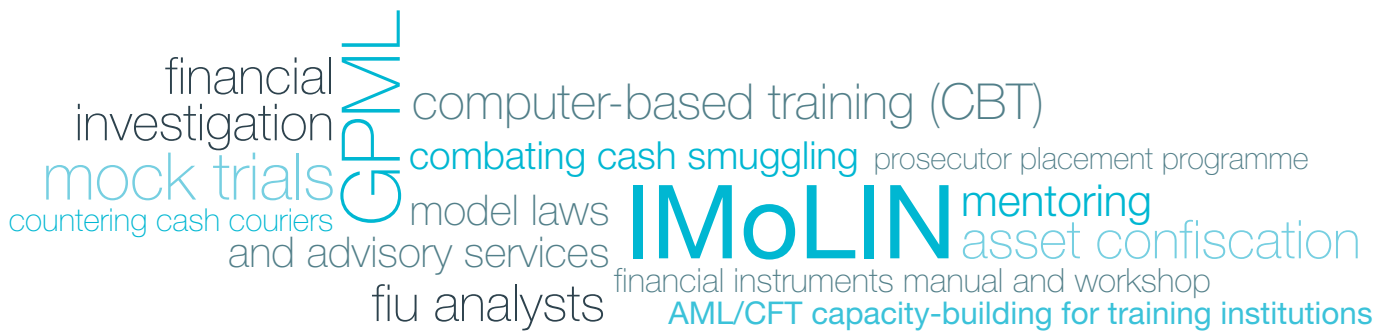 financial
investigation
mock trials
countering cash couriers
GPML
computer-based training (CBT)
combating cash smuggling
prosecutor placement programme
model laws
and advisory services
IMoLIN
mentoring
asset confiscation
financial instruments manual and workshop
fiu analysts
AML/CFT capacity-building for training institutions